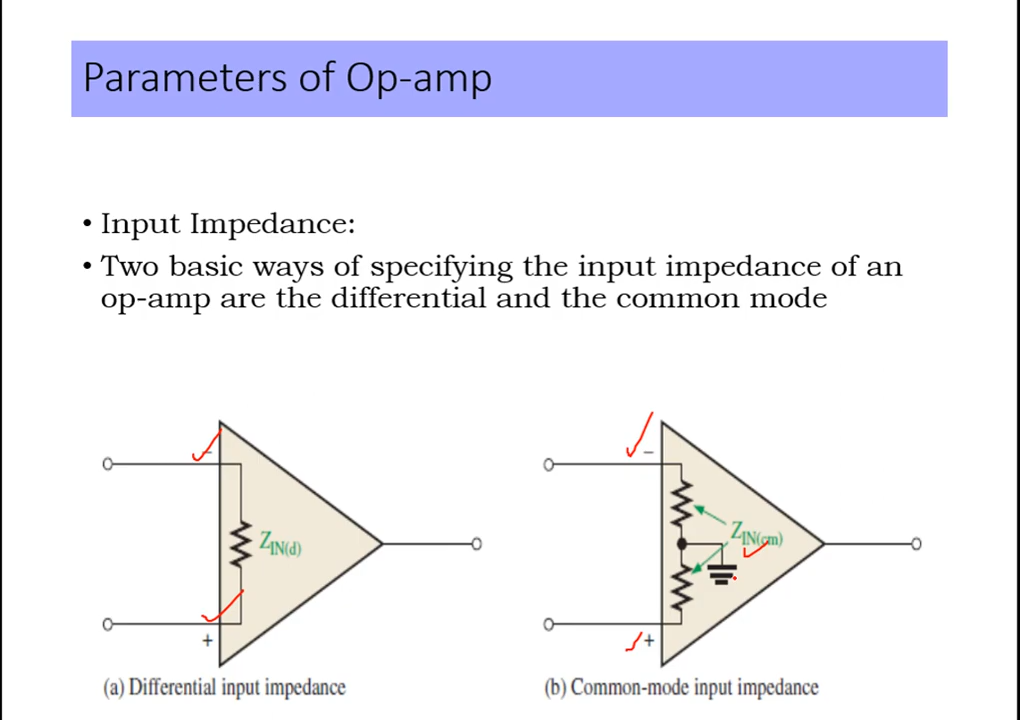 Parameters of Op-amp
• Input Impedance:
• Two basic ways of specifying the input impedance of an
op-amp are the differential and the common mode
−
ZIN(d)
+
(a) Differential input impedance
−
ZIN(cm)
+
(b) Common-mode input impedance